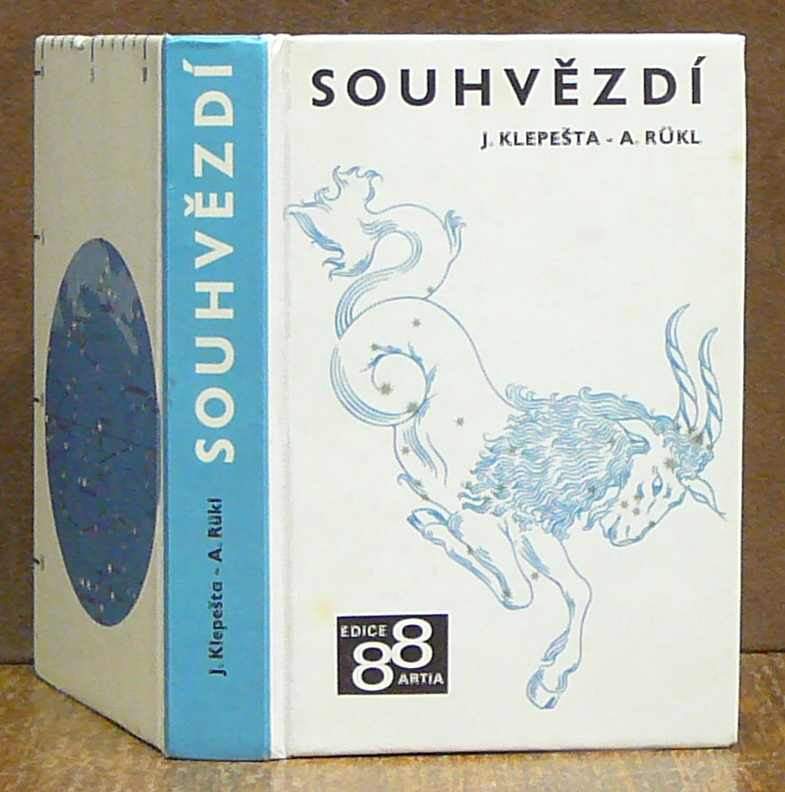 SOUHVĚZDÍ
J. KLEPEŠTA - A. RÜKL
EDICE
88
ARTIA
SOUHVĚZDÍ
J. Klepešta - A. Rükl